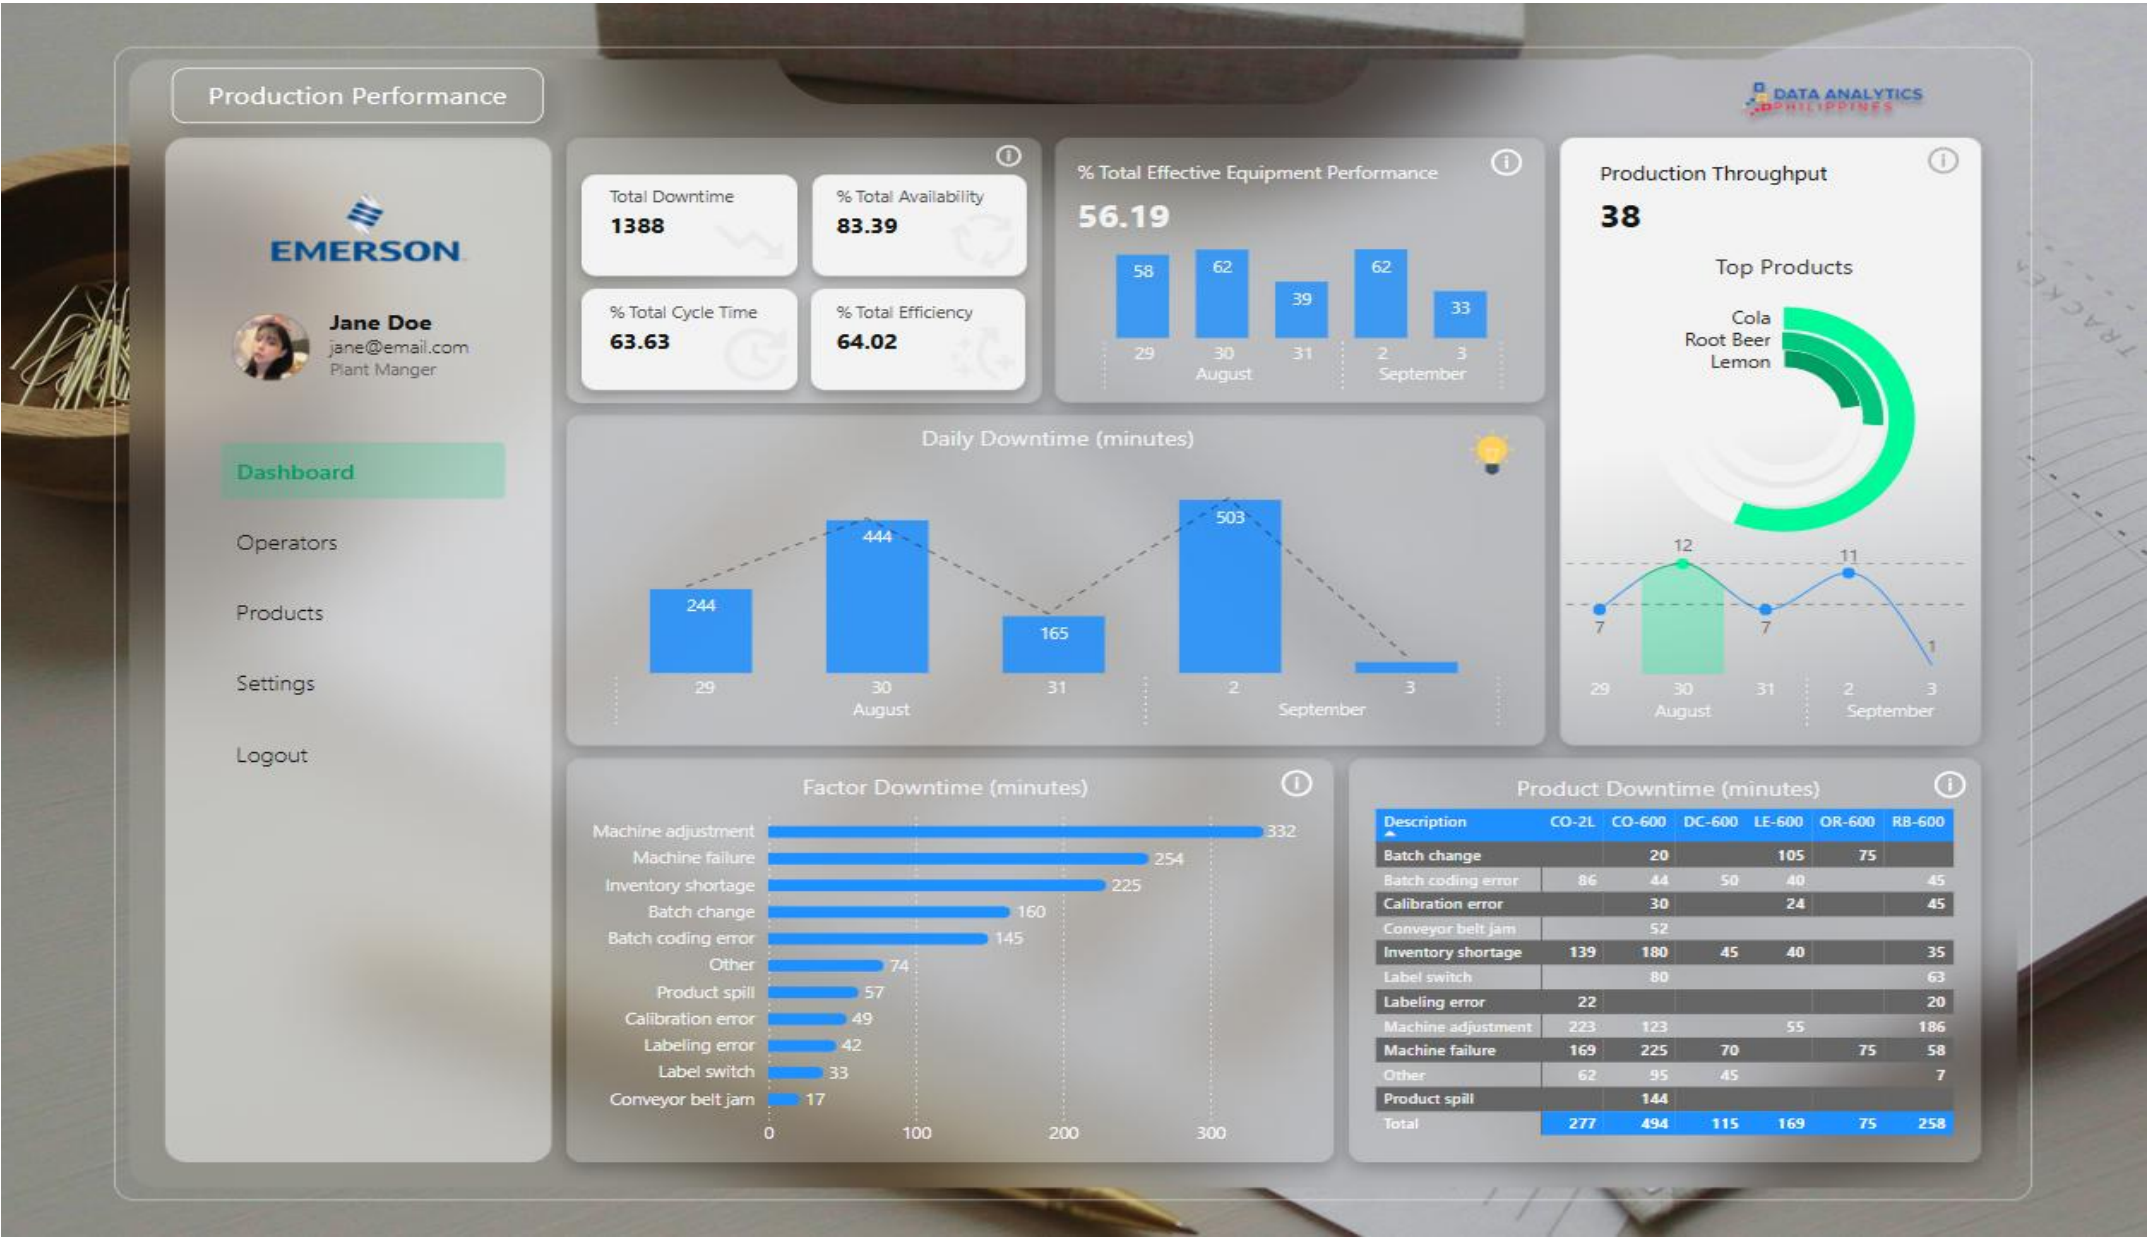 Production Performance
DATA ANALYTICS
PHILIPPINES
EMERSON
Jane Doe
jane@email.com
Plant Manger
Dashboard
Operators
Products
Settings
Logout
Total Downtime
1388
% Total Availability
83.39
% Total Cycle Time
63.63
% Total Efficiency
64.02
% Total Effective Equipment Performance
56.19
58 62 39 62 33
29 30 31 2 3
August September
Production Throughput
38
Top Products
Cola
Root Beer
Lemon
12 11
7 7 1
29 30 31 2 3
August September
Daily Downtime (minutes)
244 444 165 503
29 30 31 2 3
August September
Factor Downtime (minutes)
Machine adjustment 332
Machine failure 254
Inventory shortage 225
Batch change 160
Batch coding error 145
Other 74
Product spill 57
Calibration error 49
Labeling error 42
Label switch 33
Conveyor belt jam 17
0 100 200 300
Product Downtime (minutes)
Description CO-2L CO-600 DC-600 LE-600 OR-600 RB-600
Batch change 20 105 75
Batch coding error 86 44 50 40 45
Calibration error 30 24 45
Conveyor belt jam 52
Inventory shortage 139 180 45 40 35
Label switch 80 63
Labeling error 22 20
Machine adjustment 223 123 55 186
Machine failure 169 225 70 75 58
Other 62 95 45 7
Product spill 144
Total 277 494 115 169 75 258
TRACKER